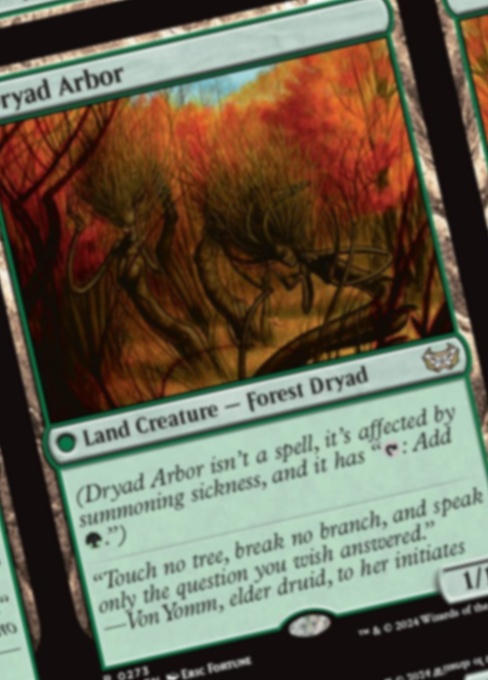 Dryad Arbor
Land Creature — Forest Dryad
(Dryad Arbor isn't a spell, it's affected by
summoning sickness, and it has “ : Add
.”)
“Touch no tree, break no branch, and speak
only the question you wish answered.”
—Von Yomm, elder druid, to her initiates
1/1
R 0273
ERIC FORTUNE
™ & © 2024 Wizards of the